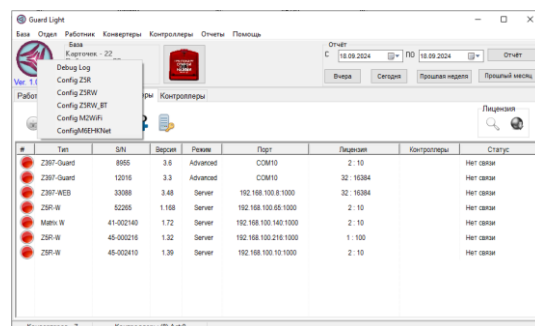 Guard Light
База Отдел Работник Конвертеры Контроллеры Отчеты Помощь
База
Карточек - 22
Отчёт
С 18.09.2024 ПО 18.09.2024 Отчёт
Вчера Сегодня Прошлая неделя Прошлый месяц
Ver. 1.0
Debug Log
Config Z5R
Config Z5RW
Config Z5RW_BT
Config M2WiFi
ConfigM6EHKNet
Контроллеры
Лицензия
# Тип S/N Версия Режим Порт Лицензия Контроллеры Статус
Z397-Guard 8955 3.6 Advanced COM10 2 : 10 Нет связи
Z397-Guard 12016 3.3 Advanced COM10 32 : 16384 Нет связи
Z397-WEB 33088 3.48 Server 192.168.100.8:1000 32 : 16384 Нет связи
Z5R-W 52265 1.168 Server 192.168.100.65:1000 2 : 10 Нет связи
Matrix W 41-002140 1.72 Server 192.168.100.140:1000 2 : 10 Нет связи
Z5R-W 45-000216 1.32 Server 192.168.100.216:1000 1 : 100 Нет связи
Z5R-W 45-002410 1.39 Server 192.168.100.10:1000 2 : 10 Нет связи